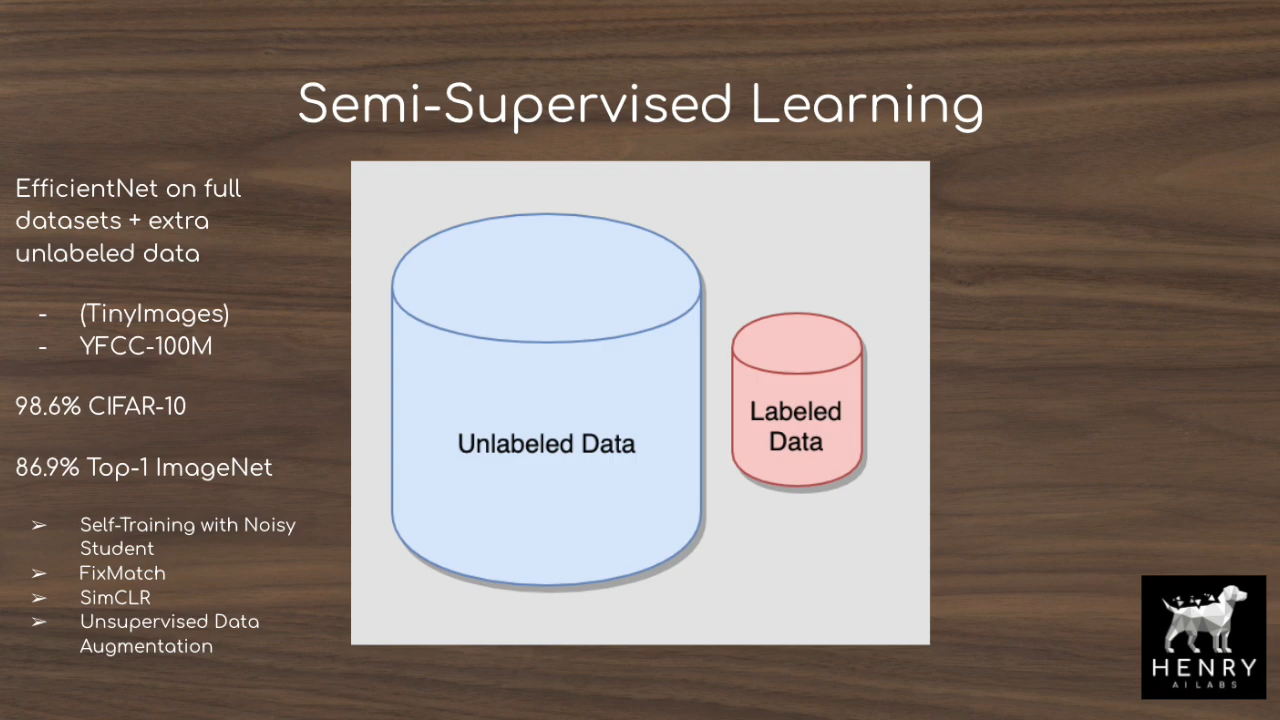 Semi-Supervised Learning
EfficientNet on full
datasets + extra
unlabeled data
- (TinyImages)
- YFCC-100M
98.6% CIFAR-10
86.9% Top-1 ImageNet
➢ Self-Training with Noisy
Student
➢ FixMatch
➢ SimCLR
➢ Unsupervised Data
Augmentation
Unlabeled Data
Labeled
Data
HENRY
AI LABS